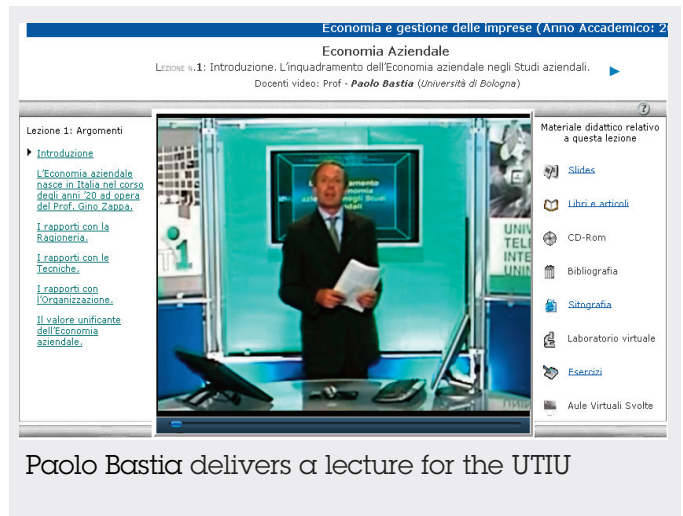 Economia e gestione delle imprese (Anno Accademico: 2
Economia Aziendale
Lezione n.1: Introduzione. L'inquadramento dell'Economia aziendale negli Studi aziendali.
Docenti video: Prof - Paolo Bastia (Università di Bologna)
?
Lezione 1: Argomenti
Introduzione
L'Economia aziendale
nasce in Italia nel corso
degli anni '20 ad opera
del Prof. Gino Zappa.
I rapporti con la
Ragioneria.
I rapporti con le
Tecniche.
I rapporti con
l'Organizzazione.
Il valore unificante
dell'Economia
aziendale.
UNIV
TELE
INTE
UNIN
Materiale didattico relativo
a questa lezione
Slides
Libri e articoli
CD-Rom
Bibliografia
Sitografia
Laboratorio virtuale
Esercizi
Aule Virtuali Svolte
Paolo Bastia delivers a lecture for the UTIU